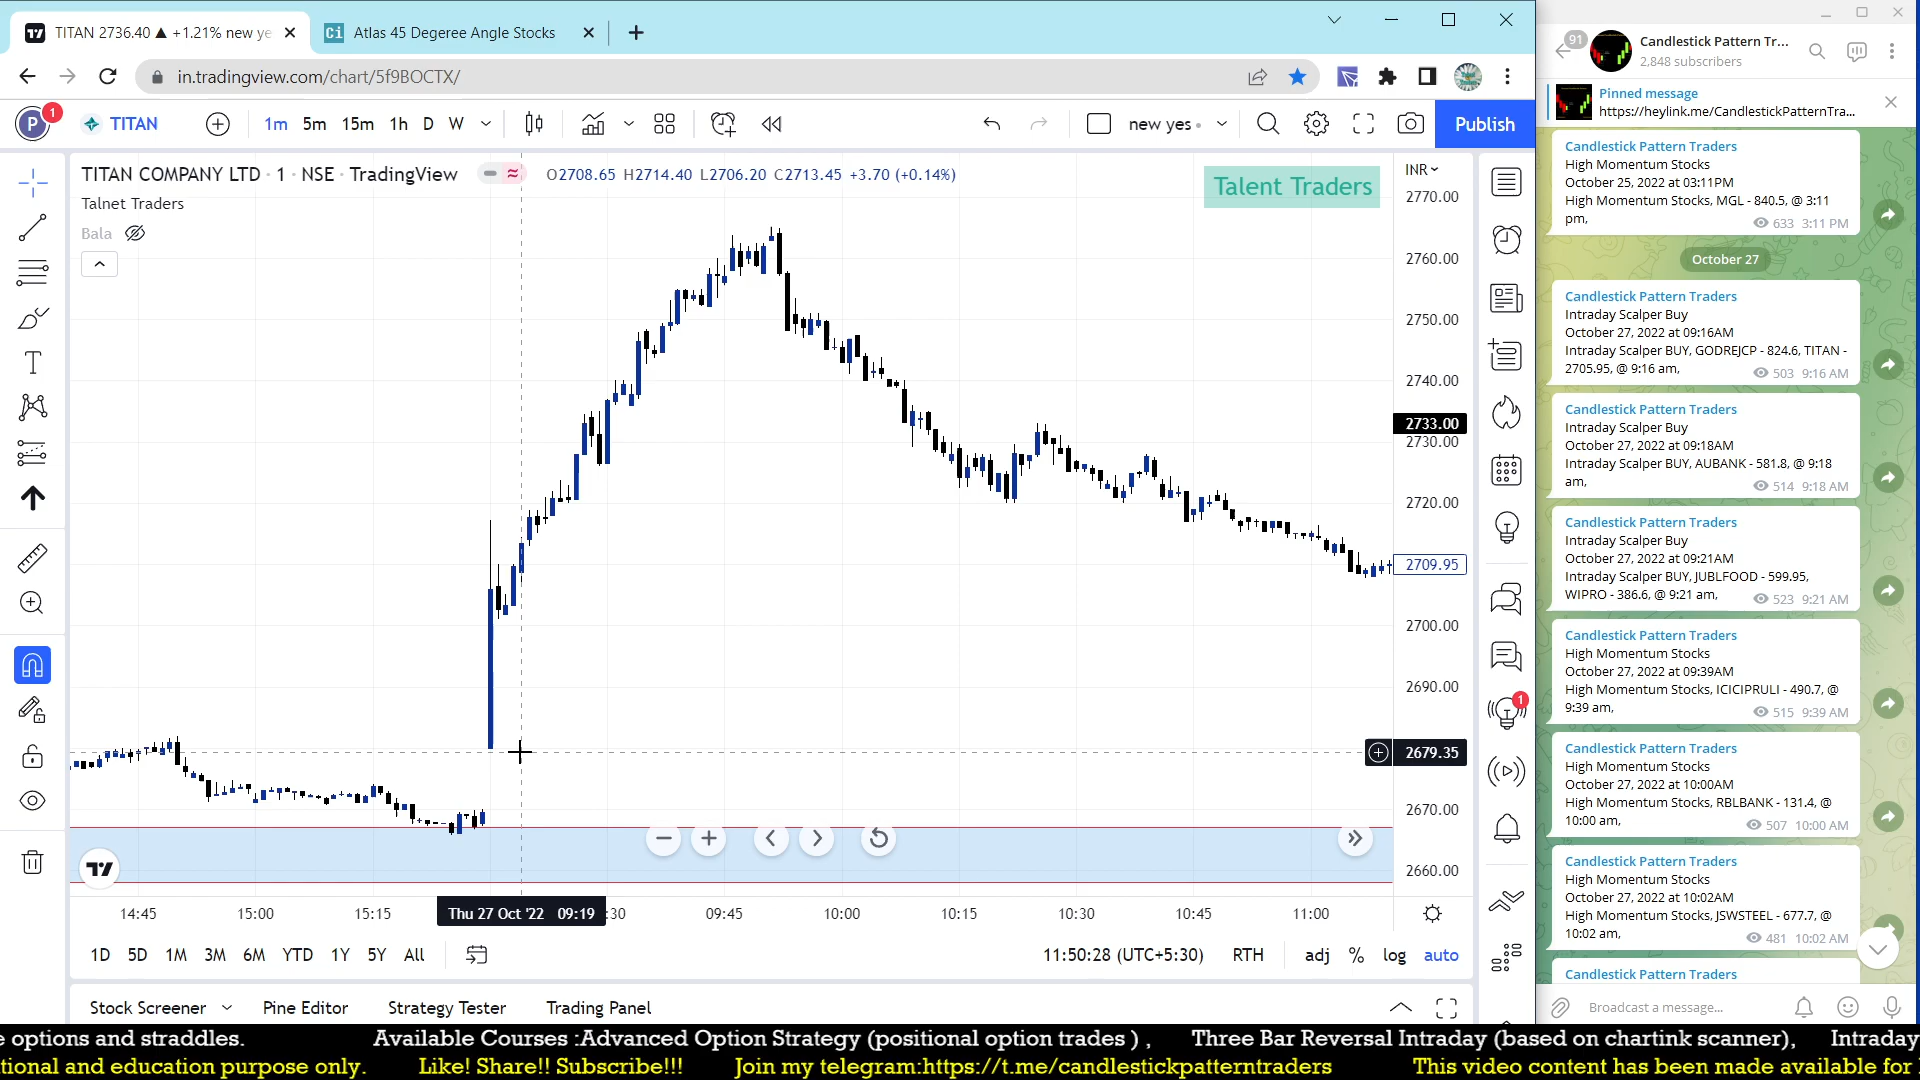 TITAN 2736.40 ▲ +1.21% new ye
Atlas 45 Degeree Angle Stocks
in.tradingview.com/chart/5f9BOCTX/
P 1
TITAN
1m 5m 15m 1h D W
new yes
Publish
TITAN COMPANY LTD · 1 · NSE · TradingView
O2708.65 H2714.40 L2706.20 C2713.45 +3.70 (+0.14%)
Talnet Traders
Bala
Talent Traders
INR
2770.00
2760.00
2750.00
2740.00
2733.00
2730.00
2720.00
2709.95
2700.00
2690.00
2679.35
2670.00
2660.00
1
14:45 15:00 15:15 Thu 27 Oct '22 09:19 :30 09:45 10:00 10:15 10:30 10:45 11:00
1D 5D 1M 3M 6M YTD 1Y 5Y All
11:50:28 (UTC+5:30) RTH adj % log auto
Stock Screener Pine Editor Strategy Tester Trading Panel
91
Candlestick Pattern Tr...
2,848 subscribers
Pinned message
https://heylink.me/CandlestickPatternTra...
Candlestick Pattern Traders
High Momentum Stocks
October 25, 2022 at 03:11PM
High Momentum Stocks, MGL - 840.5, @ 3:11
pm, 633 3:11 PM
October 27
Candlestick Pattern Traders
Intraday Scalper Buy
October 27, 2022 at 09:16AM
Intraday Scalper BUY, GODREJCP - 824.6, TITAN -
2705.95, @ 9:16 am, 503 9:16 AM
Candlestick Pattern Traders
Intraday Scalper Buy
October 27, 2022 at 09:18AM
Intraday Scalper BUY, AUBANK - 581.8, @ 9:18
am, 514 9:18 AM
Candlestick Pattern Traders
Intraday Scalper Buy
October 27, 2022 at 09:21AM
Intraday Scalper BUY, JUBLFOOD - 599.95,
WIPRO - 386.6, @ 9:21 am, 523 9:21 AM
Candlestick Pattern Traders
High Momentum Stocks
October 27, 2022 at 09:39AM
High Momentum Stocks, ICICIPRULI - 490.7, @
9:39 am, 515 9:39 AM
Candlestick Pattern Traders
High Momentum Stocks
October 27, 2022 at 10:00AM
High Momentum Stocks, RBLBANK - 131.4, @
10:00 am, 507 10:00 AM
Candlestick Pattern Traders
High Momentum Stocks
October 27, 2022 at 10:02AM
High Momentum Stocks, JSWSTEEL - 677.7, @
10:02 am, 481 10:02 AM
Candlestick Pattern Traders
Broadcast a message...
e options and straddles. Available Courses :Advanced Option Strategy (positional option trades ) , Three Bar Reversal Intraday (based on chartink scanner), Intraday
tional and education purpose only. Like! Share!! Subscribe!!! Join my telegram:https://t.me/candlestickpatterntraders This video content has been made available for